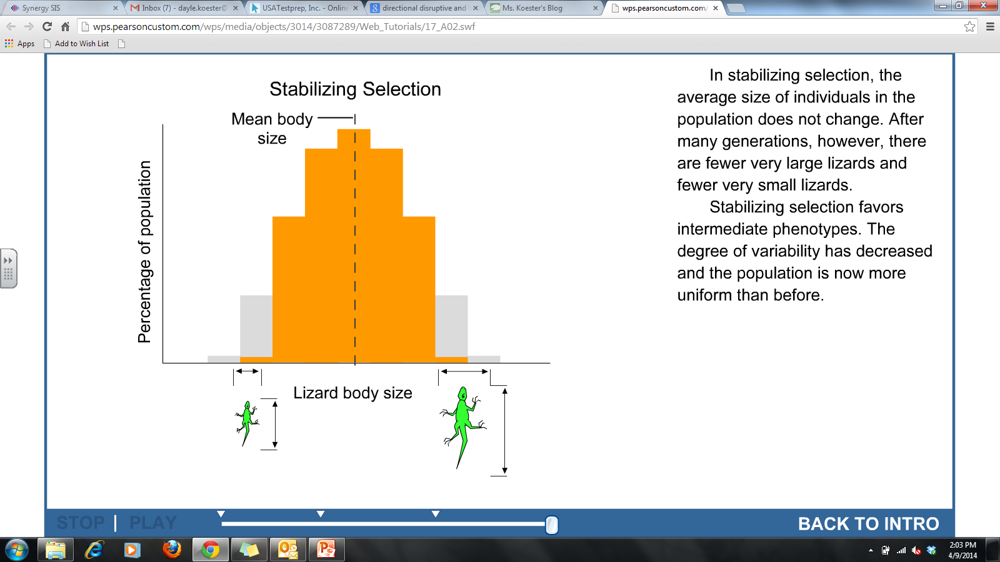 Synergy SIS
Inbox (7) - dayle.koester@
USATestprep, Inc. - Online
directional disruptive and
Ms. Koester's Blog
wps.pearsoncustom.com/
wps.pearsoncustom.com/wps/media/objects/3014/3087289/Web_Tutorials/17_A02.swf
Apps
Add to Wish List
Stabilizing Selection
Mean body
size
Percentage of population
Lizard body size
In stabilizing selection, the
average size of individuals in the
population does not change. After
many generations, however, there
are fewer very large lizards and
fewer very small lizards.
Stabilizing selection favors
intermediate phenotypes. The
degree of variability has decreased
and the population is now more
uniform than before.
STOP | PLAY
BACK TO INTRO
2:03 PM
4/9/2014